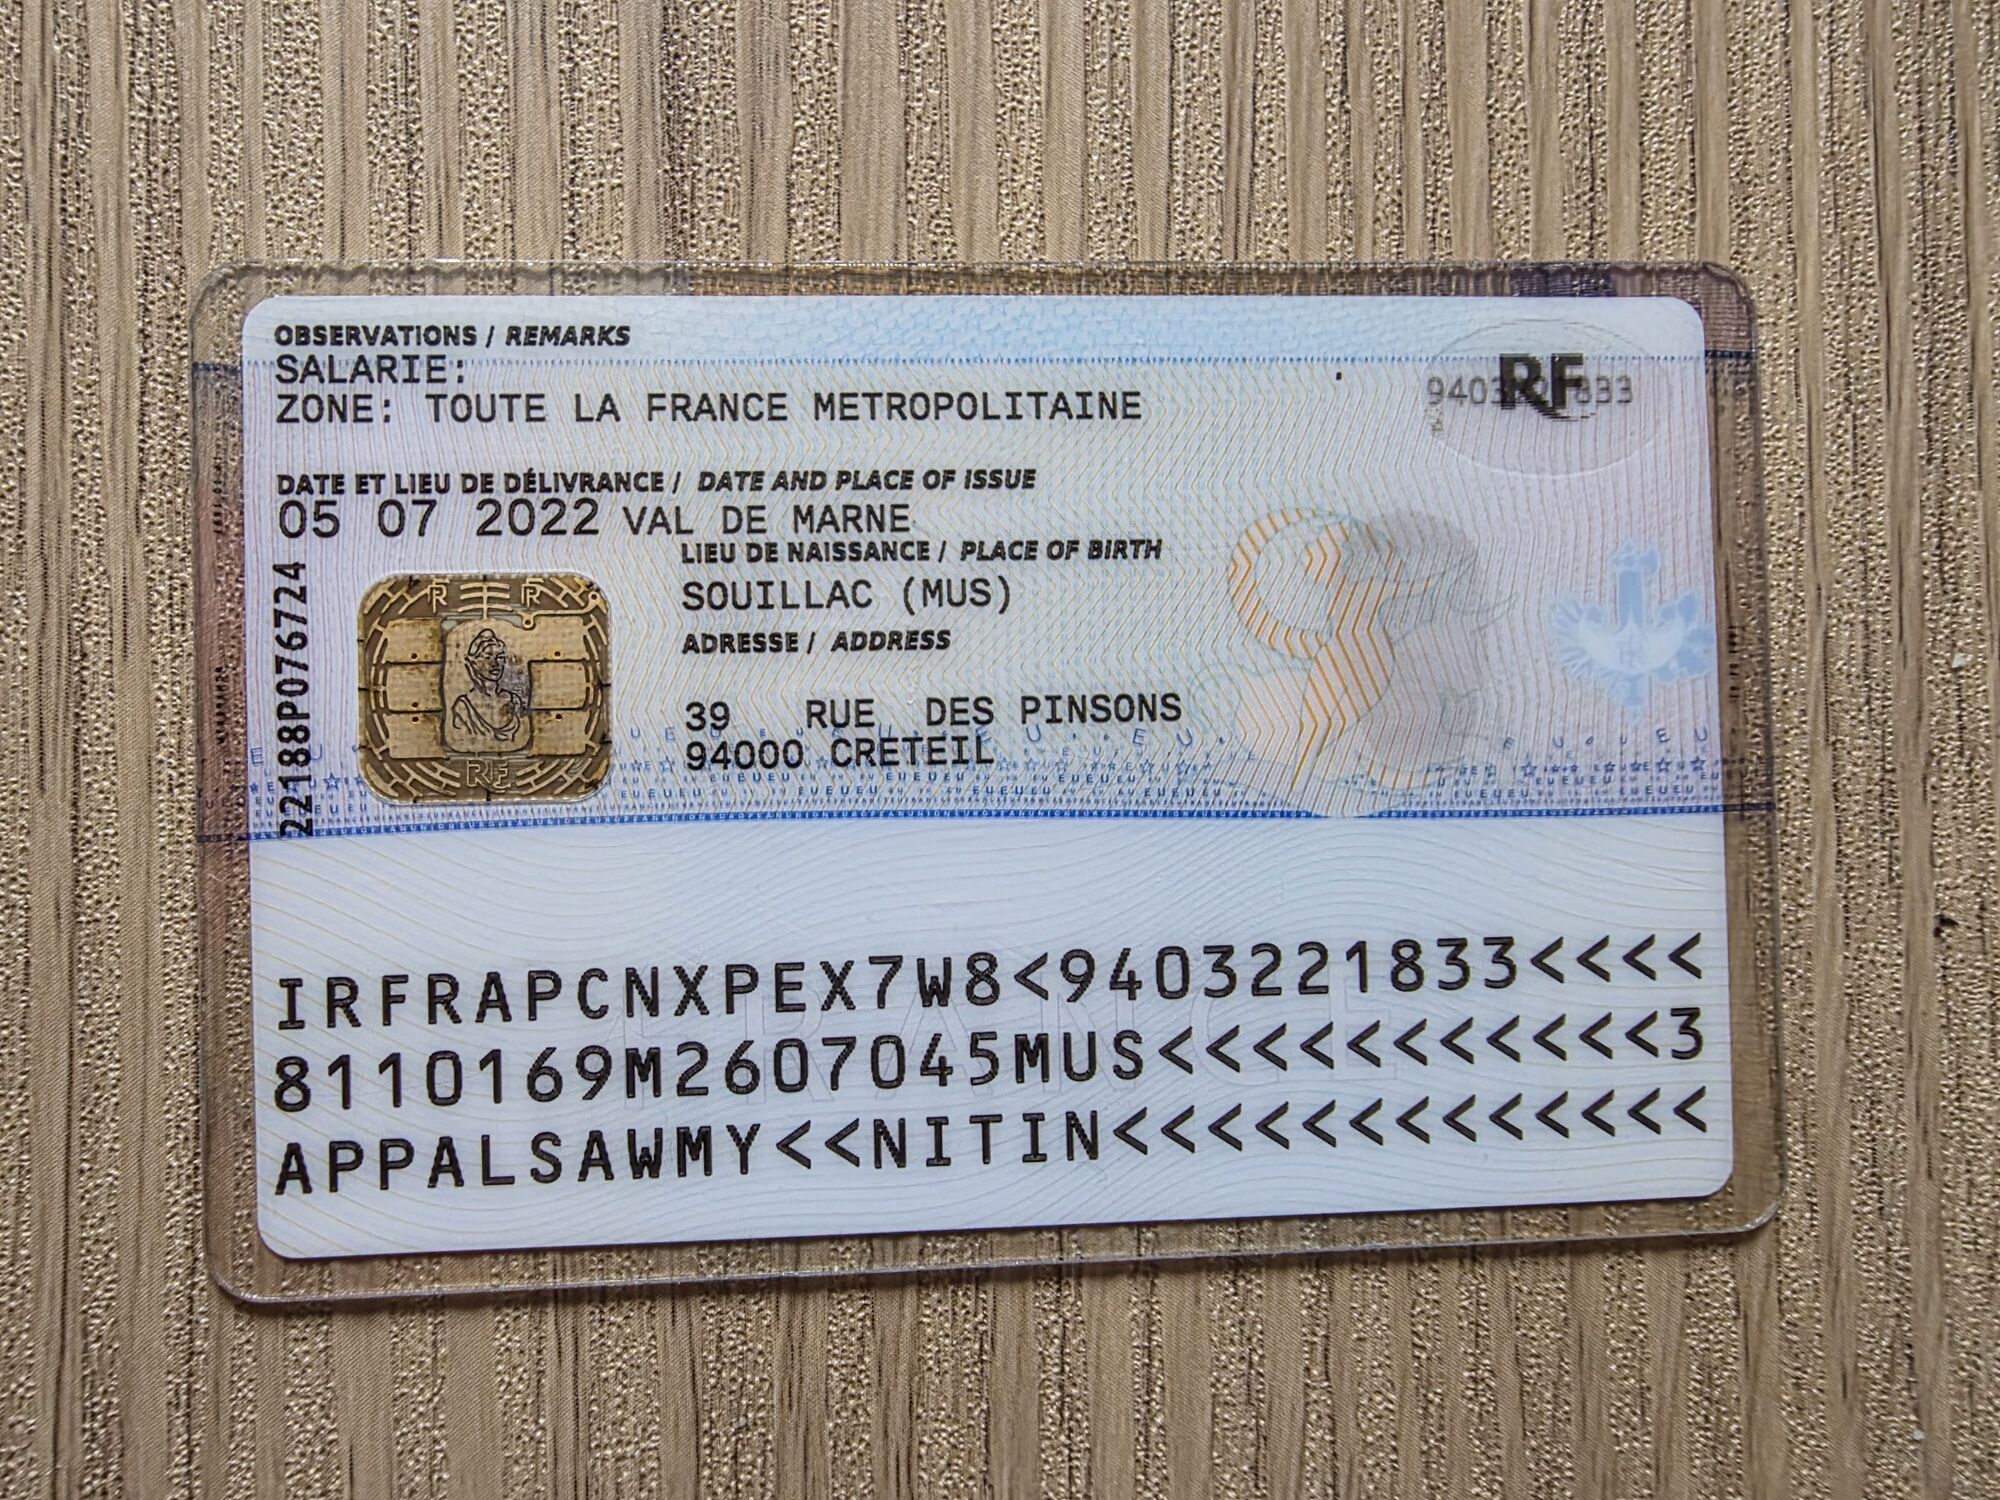 OBSERVATIONS / REMARKS
SALARIE:
ZONE: TOUTE LA FRANCE METROPOLITAINE
RF
DATE ET LIEU DE DÉLIVRANCE / DATE AND PLACE OF ISSUE
05 07 2022 VAL DE MARNE
LIEU DE NAISSANCE / PLACE OF BIRTH
SOUILLAC (MUS)
ADRESSE / ADDRESS
39 RUE DES PINSONS
94000 CRETEIL
22188P076724
IRFRAPCNXPEX7W8<9403221833<<<<
8110169M2607045MUS<<<<<<<<<<<3
APPALSAWMY<<NITIN<<<<<<<<<<<<<